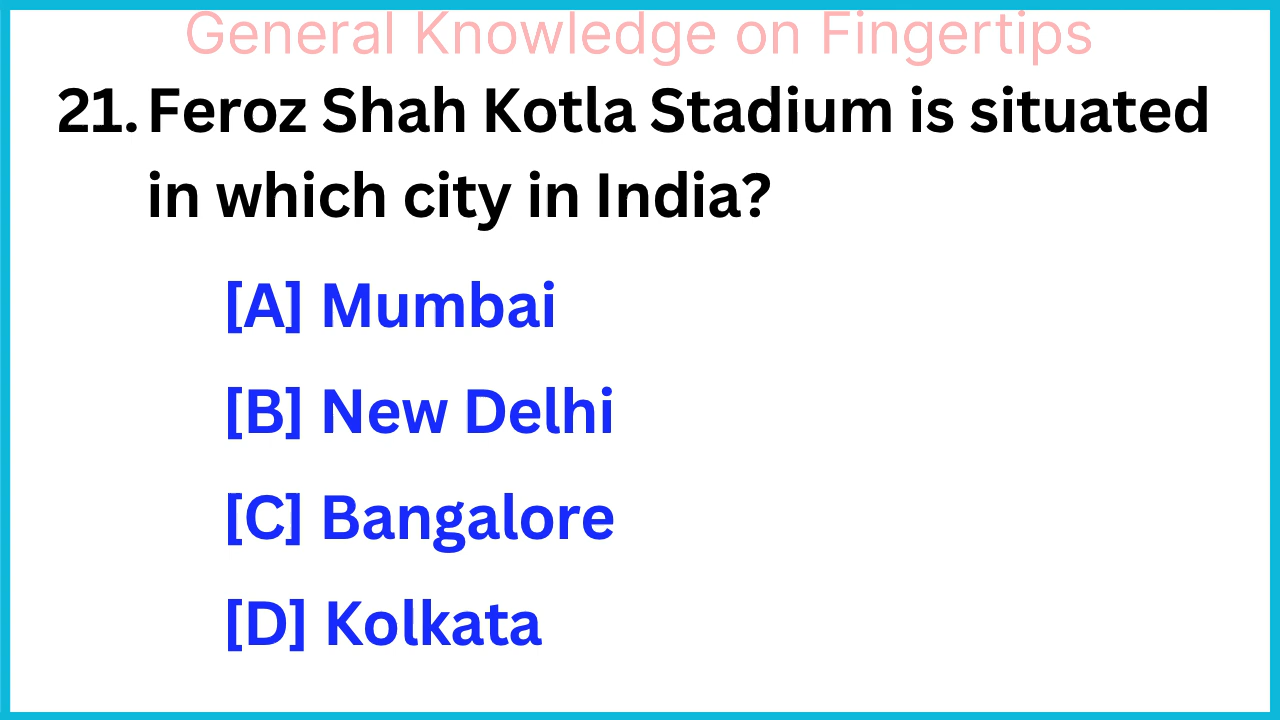 General Knowledge on Fingertips
21. Feroz Shah Kotla Stadium is situated
in which city in India?
[A] Mumbai
[B] New Delhi
[C] Bangalore
[D] Kolkata